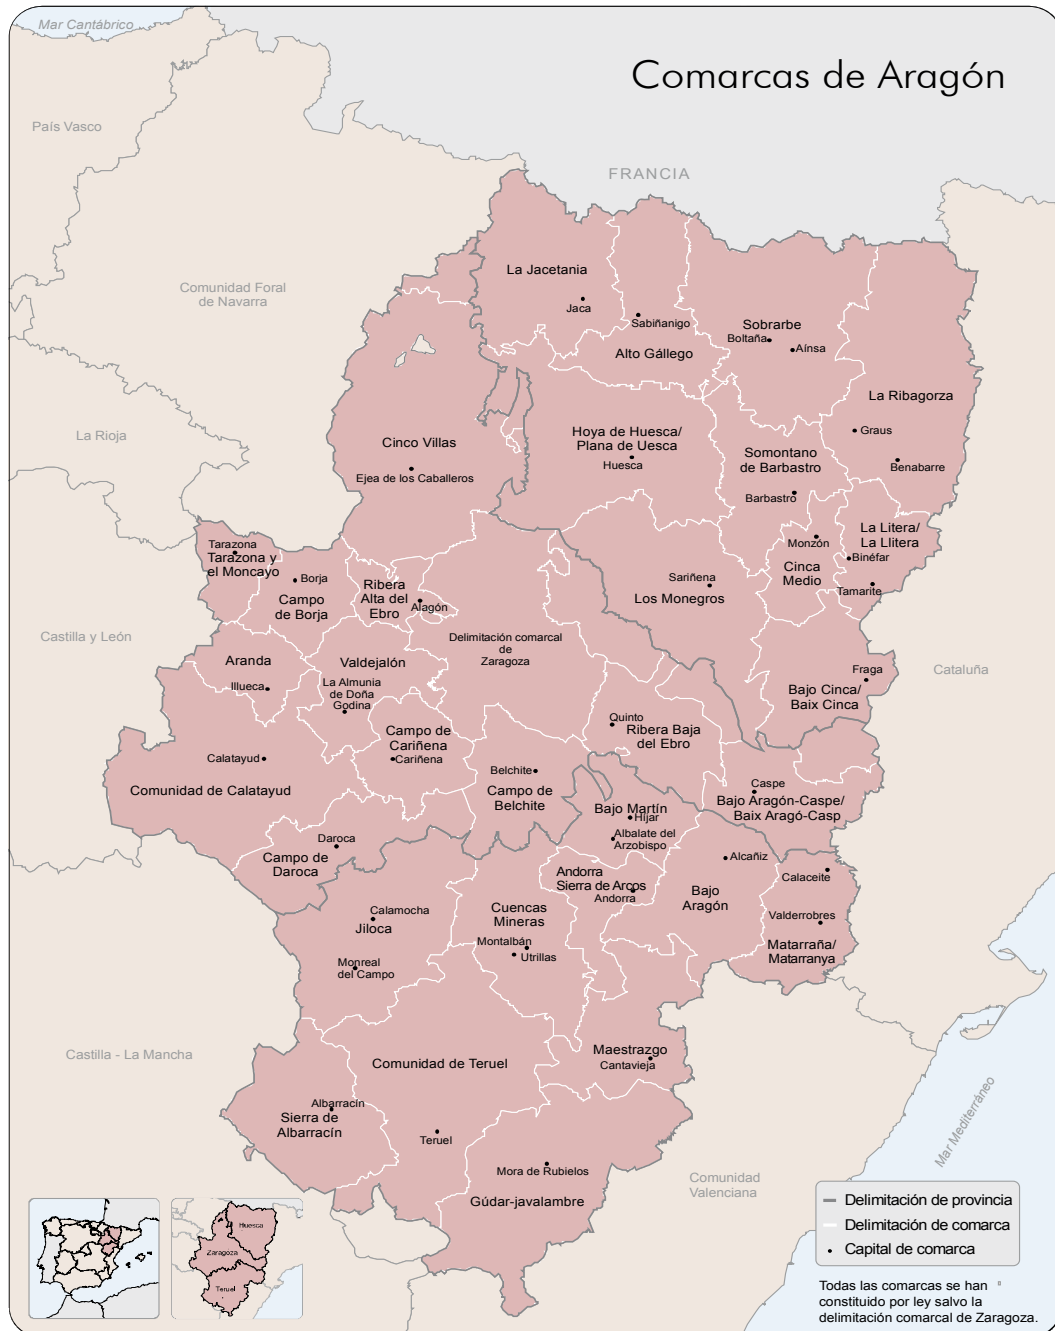 Mar Cantábrico
Comarcas de Aragón
País Vasco
FRANCIA
Comunidad Foral
de Navarra
La Jacetania
Jaca
Sabiñanigo
Alto Gállego
Sobrarbe
Boltaña
Aínsa
La Ribagorza
Graus
Benabarre
La Rioja
Cinco Villas
Ejea de los Caballeros
Hoya de Huesca/
Plana de Uesca
Huesca
Somontano
de Barbastro
Barbastro
La Litera/
La Llitera
Binéfar
Tamarite
Monzón
Cinca
Medio
Tarazona
Tarazona y
el Moncayo
Borja
Campo
de Borja
Ribera
Alta del
Ebro
Alagón
Sariñena
Los Monegros
Castilla y León
Delimitación comarcal
de
Zaragoza
Aranda
Illueca
Valdejalón
La Almunia
de Doña
Godina
Cataluña
Fraga
Bajo Cinca/
Baix Cinca
Campo de
Cariñena
Cariñena
Quinto
Ribera Baja
del Ebro
Calatayud
Comunidad de Calatayud
Belchite
Campo de
Belchite
Caspe
Bajo Aragón-Caspe/
Baix Aragó-Casp
Bajo Martín
Híjar
Albalate del
Arzobispo
Daroca
Campo de
Daroca
Alcañiz
Bajo
Aragón
Calaceite
Valderrobres
Matarraña/
Matarranya
Andorra
Sierra de Arcos
Andorra
Cuencas
Mineras
Montalbán
Utrillas
Calamocha
Jiloca
Monreal
del Campo
Castilla - La Mancha
Comunidad de Teruel
Maestrazgo
Cantavieja
Albarracín
Sierra de
Albarracín
Teruel
Mora de Rubielos
Gúdar-javalambre
Comunidad
Valenciana
Mar Mediterráneo
Huesca
Zaragoza
Teruel
Delimitación de provincia
Delimitación de comarca
Capital de comarca
Todas las comarcas se han
constituido por ley salvo la
delimitación comarcal de Zaragoza.